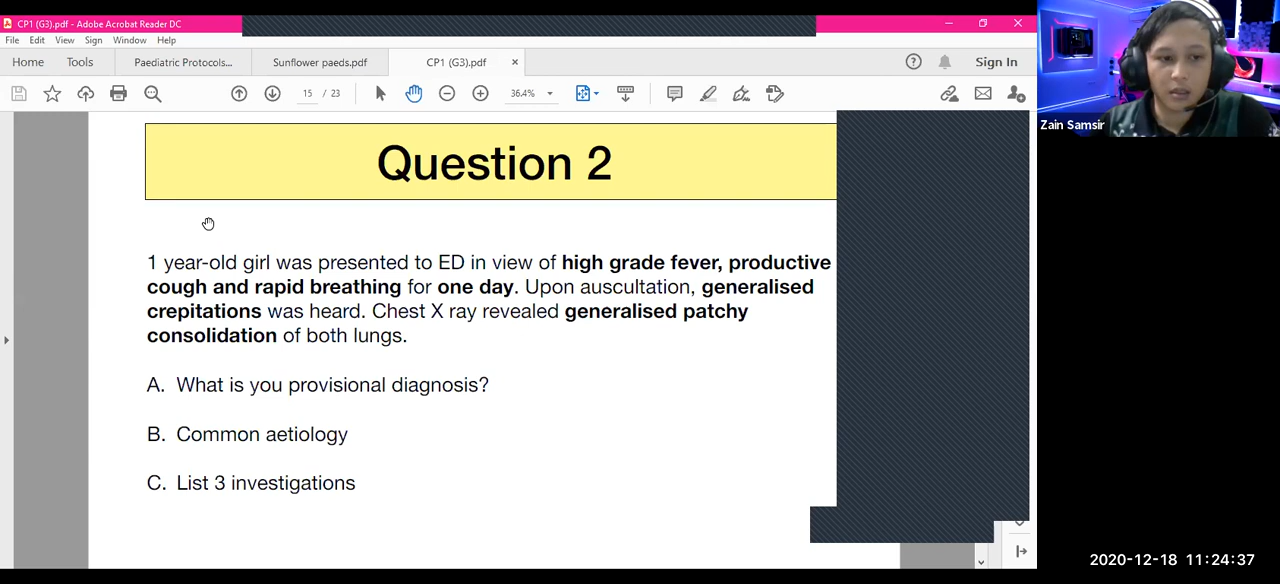 CP1 (G3).pdf - Adobe Acrobat Reader DC
File Edit View Sign Window Help
Home Tools Paediatric Protocols... Sunflower paeds.pdf CP1 (G3).pdf × Sign In
15 / 23 36.4%
Zain Samsir
Question 2
1 year-old girl was presented to ED in view of high grade fever, productive
cough and rapid breathing for one day. Upon auscultation, generalised
crepitations was heard. Chest X ray revealed generalised patchy
consolidation of both lungs.
A. What is you provisional diagnosis?
B. Common aetiology
C. List 3 investigations
2020-12-18 11:24:37